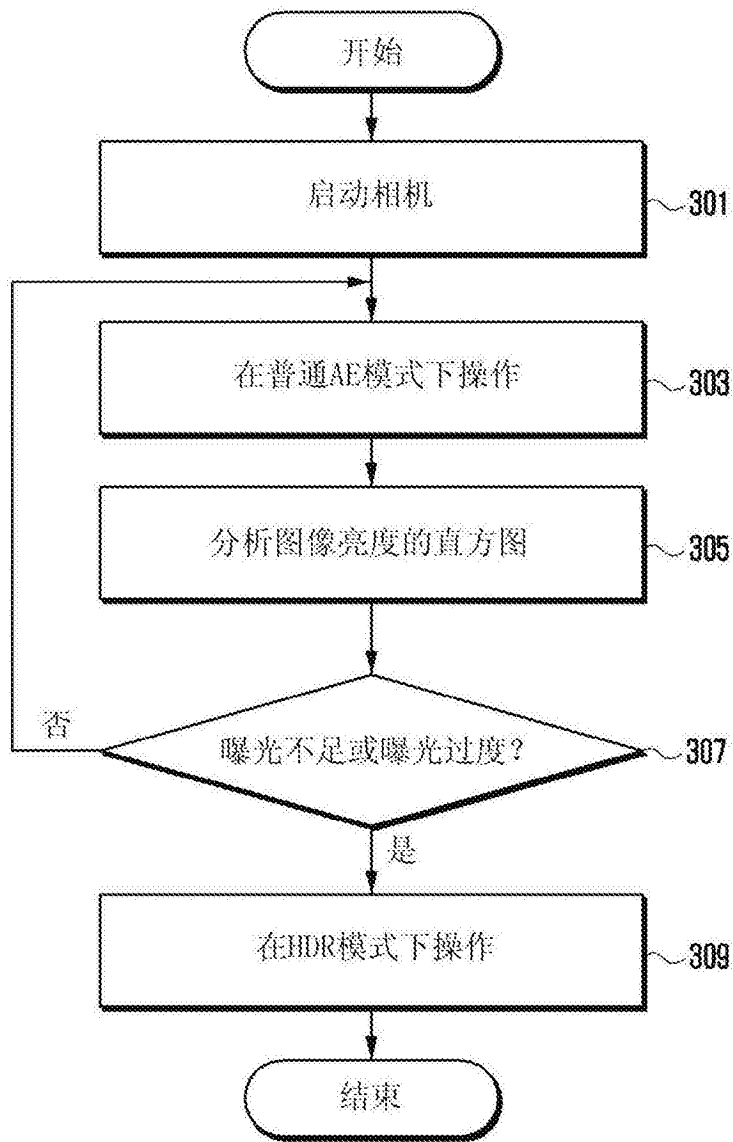 开始
启动相机
301
在普通AE模式下操作
303
分析图像亮度的直方图
305
曝光不足或曝光过度?
307
否
是
在HDR模式下操作
309
结束